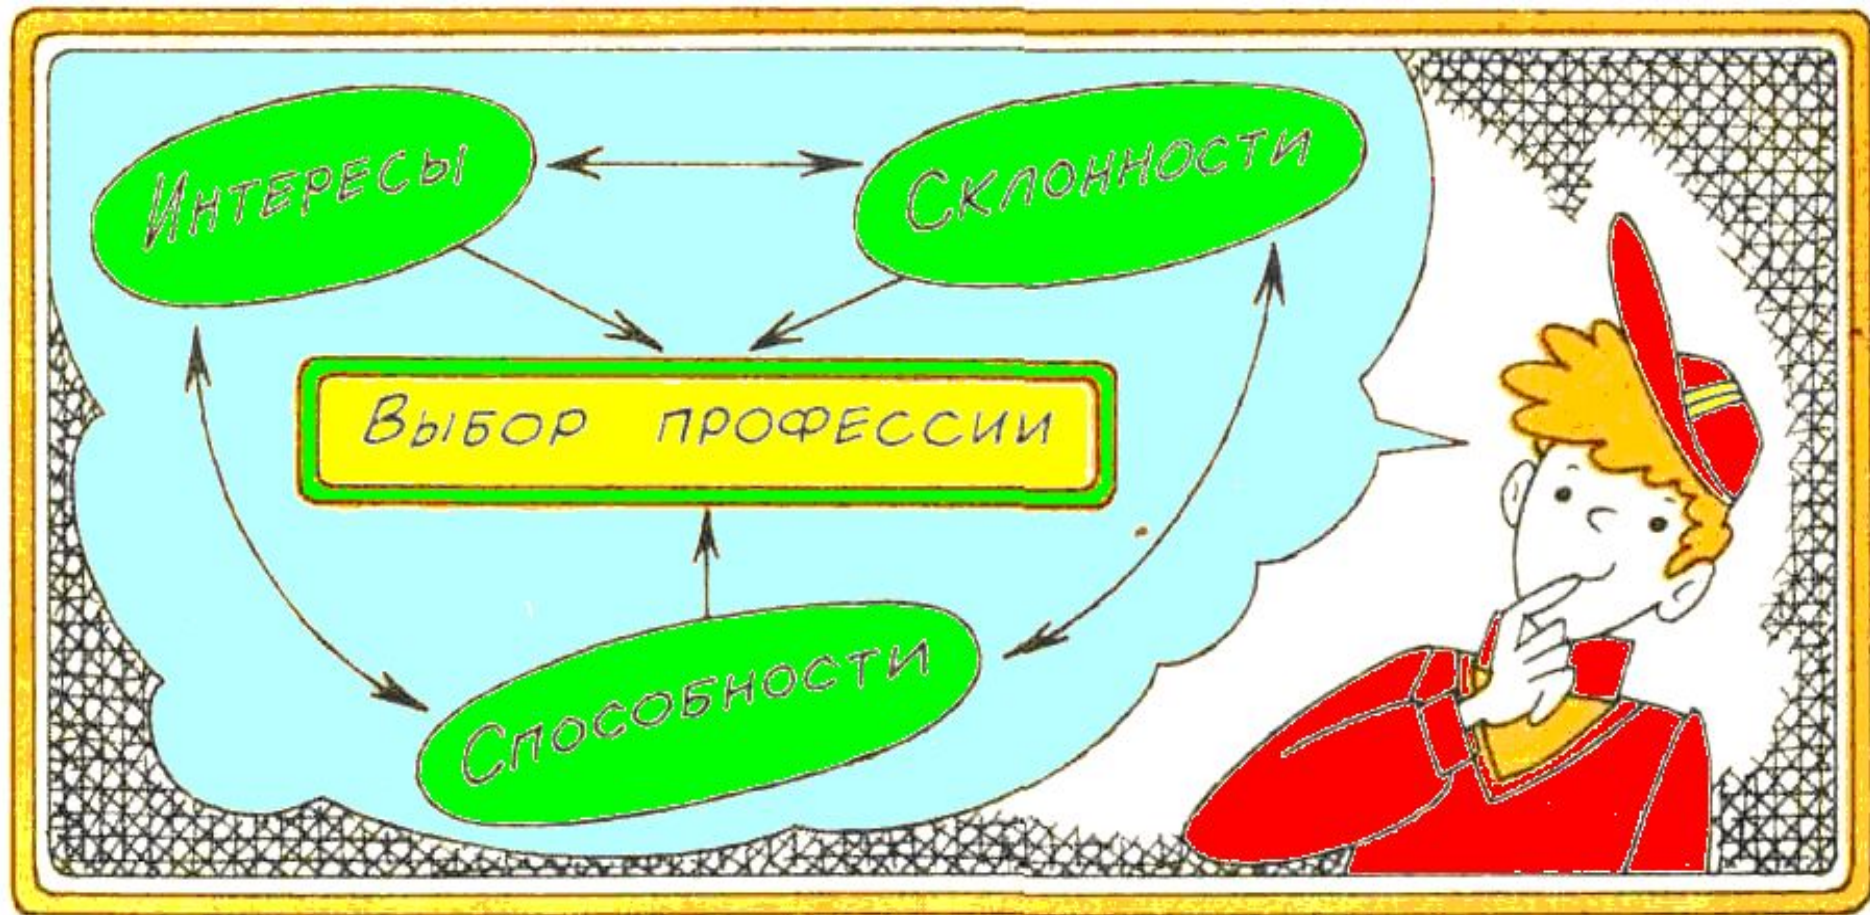 Интересы
Склонности
Выбор профессии
Способности